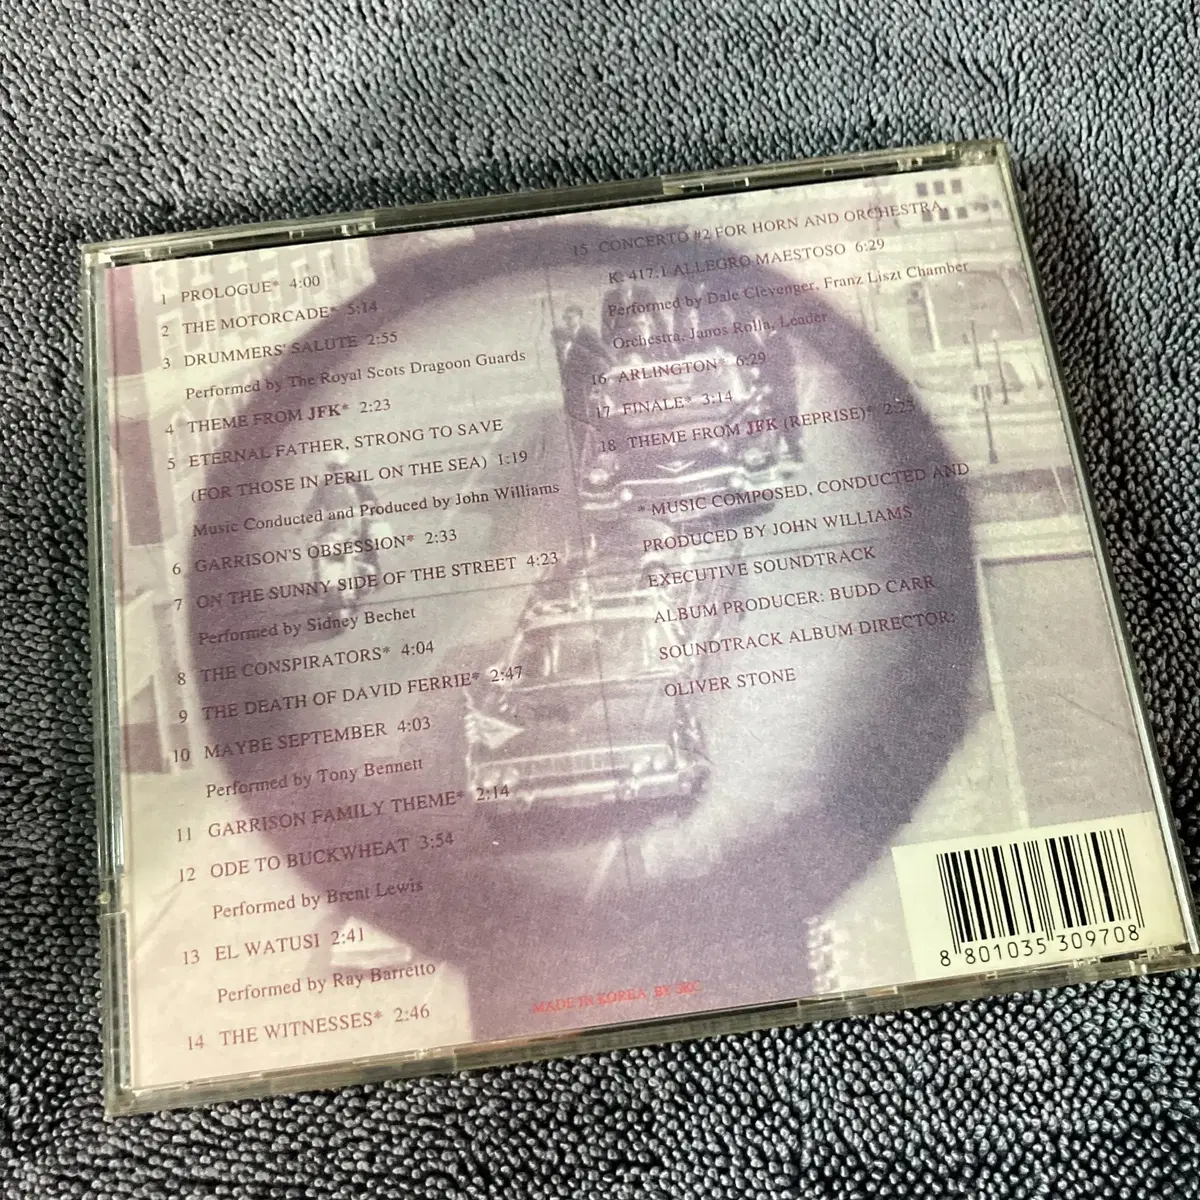 1 PROLOGUE* 4:00
2 THE MOTORCADE* 5:14
3 DRUMMERS' SALUTE 2:55
Performed by The Royal Scots Dragoon Guards
4 THEME FROM JFK* 2:23
5 ETERNAL FATHER, STRONG TO SAVE
(FOR THOSE IN PERIL ON THE SEA) 1:19
Music Conducted and Produced by John Williams
6 GARRISON'S OBSESSION* 2:33
7 ON THE SUNNY SIDE OF THE STREET 4:23
Performed by Sidney Bechet
8 THE CONSPIRATORS* 4:04
9 THE DEATH OF DAVID FERRIE* 2:47
10 MAYBE SEPTEMBER 4:03
Performed by Tony Bennett
11 GARRISON FAMILY THEME* 2:14
12 ODE TO BUCKWHEAT 3:54
Performed by Brent Lewis
13 EL WATUSI 2:41
Performed by Ray Barretto
14 THE WITNESSES* 2:46
15 CONCERTO #2 FOR HORN AND ORCHESTRA,
K. 417:1 ALLEGRO MAESTOSO 6:29
Performed by Dale Clevenger, Franz Liszt Chamber
Orchestra, Janos Rolla, Leader
16 ARLINGTON* 6:29
17 FINALE* 3:14
18 THEME FROM JFK (REPRISE)* 2:25
* MUSIC COMPOSED, CONDUCTED AND
PRODUCED BY JOHN WILLIAMS
EXECUTIVE SOUNDTRACK
ALBUM PRODUCER: BUDD CARR
SOUNDTRACK ALBUM DIRECTOR:
OLIVER STONE
8 801035 309708
MADE IN KOREA BY SKC